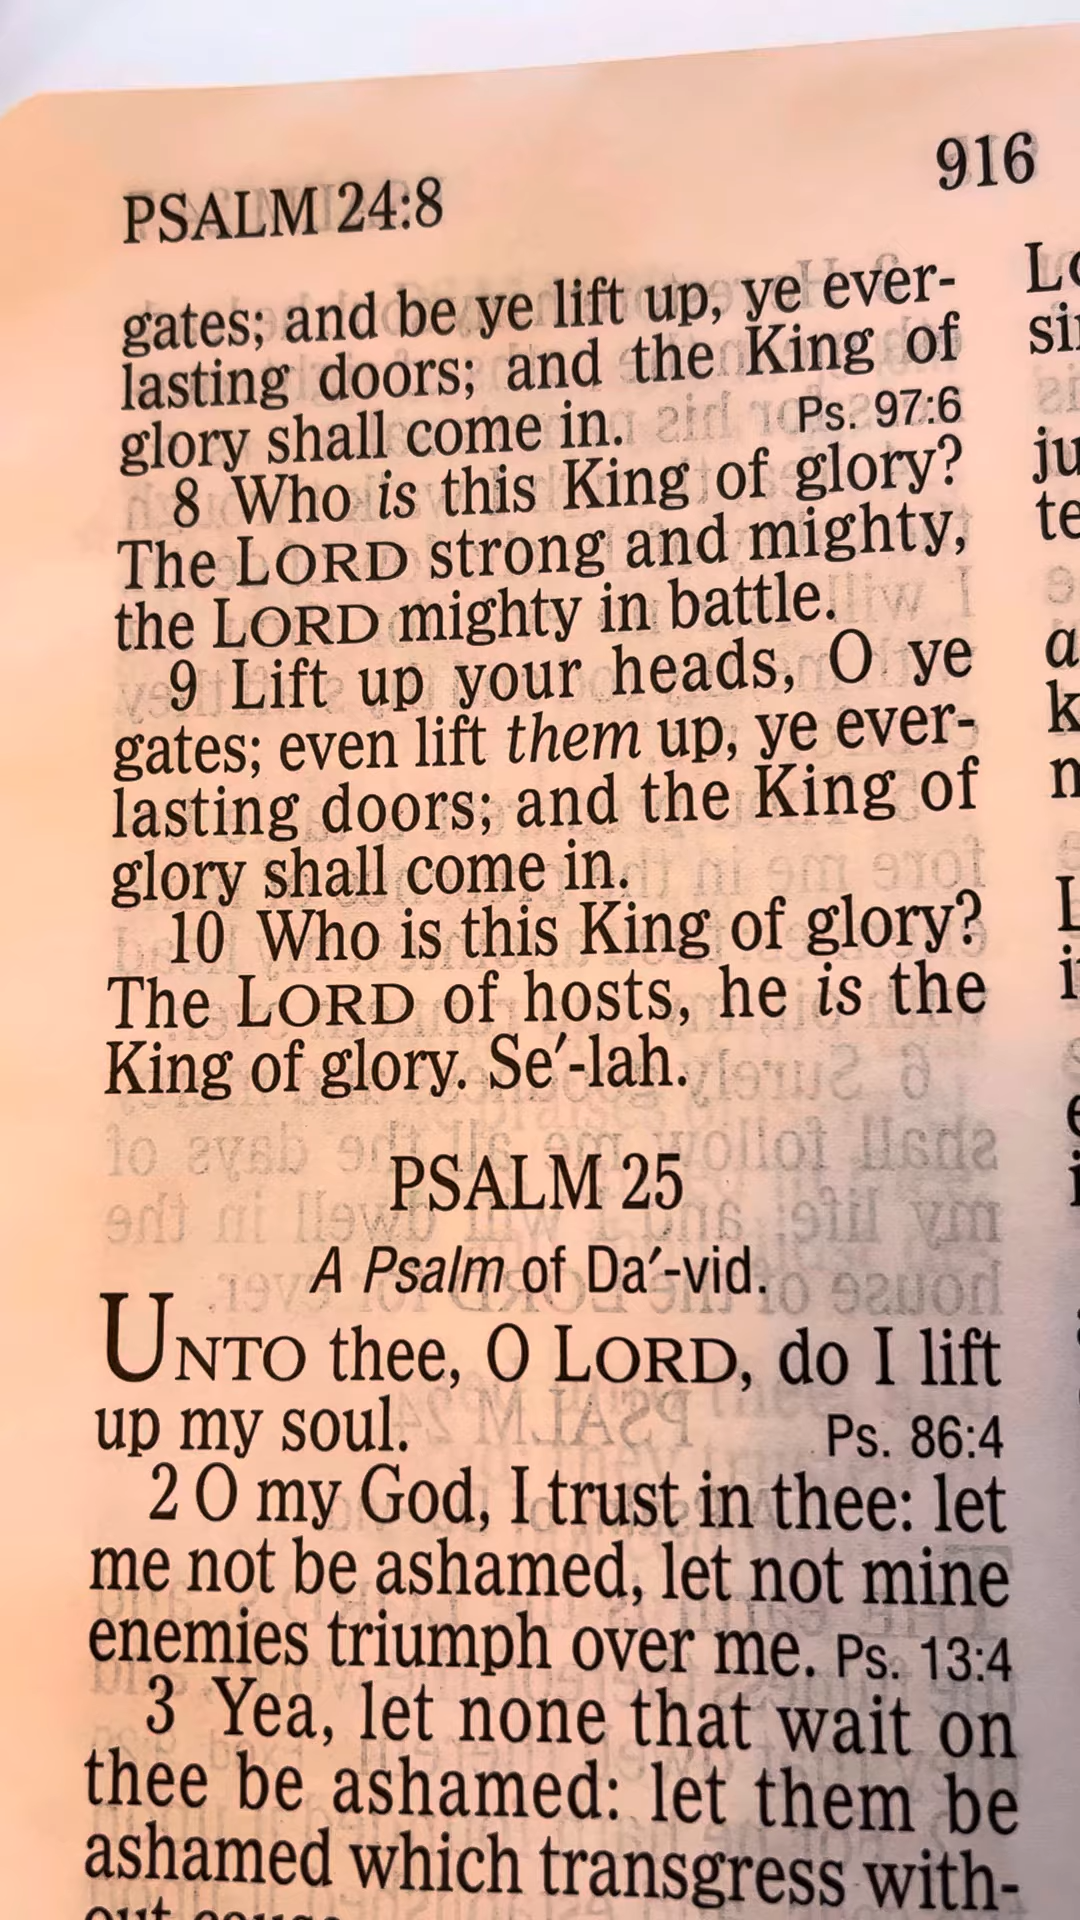 PSALM 24:8
916
gates; and be ye lift up, ye ever-
lasting doors; and the King of
glory shall come in. Ps. 97:6
8 Who is this King of glory?
The LORD strong and mighty,
the LORD mighty in battle.
9 Lift up your heads, O ye
gates; even lift them up, ye ever-
lasting doors; and the King of
glory shall come in.
10 Who is this King of glory?
The LORD of hosts, he is the
King of glory. Se′-lah.
PSALM 25
A Psalm of Da′-vid.
UNTO thee, O LORD, do I lift
up my soul. Ps. 86:4
2 O my God, I trust in thee: let
me not be ashamed, let not mine
enemies triumph over me. Ps. 13:4
3 Yea, let none that wait on
thee be ashamed: let them be
ashamed which transgress with-